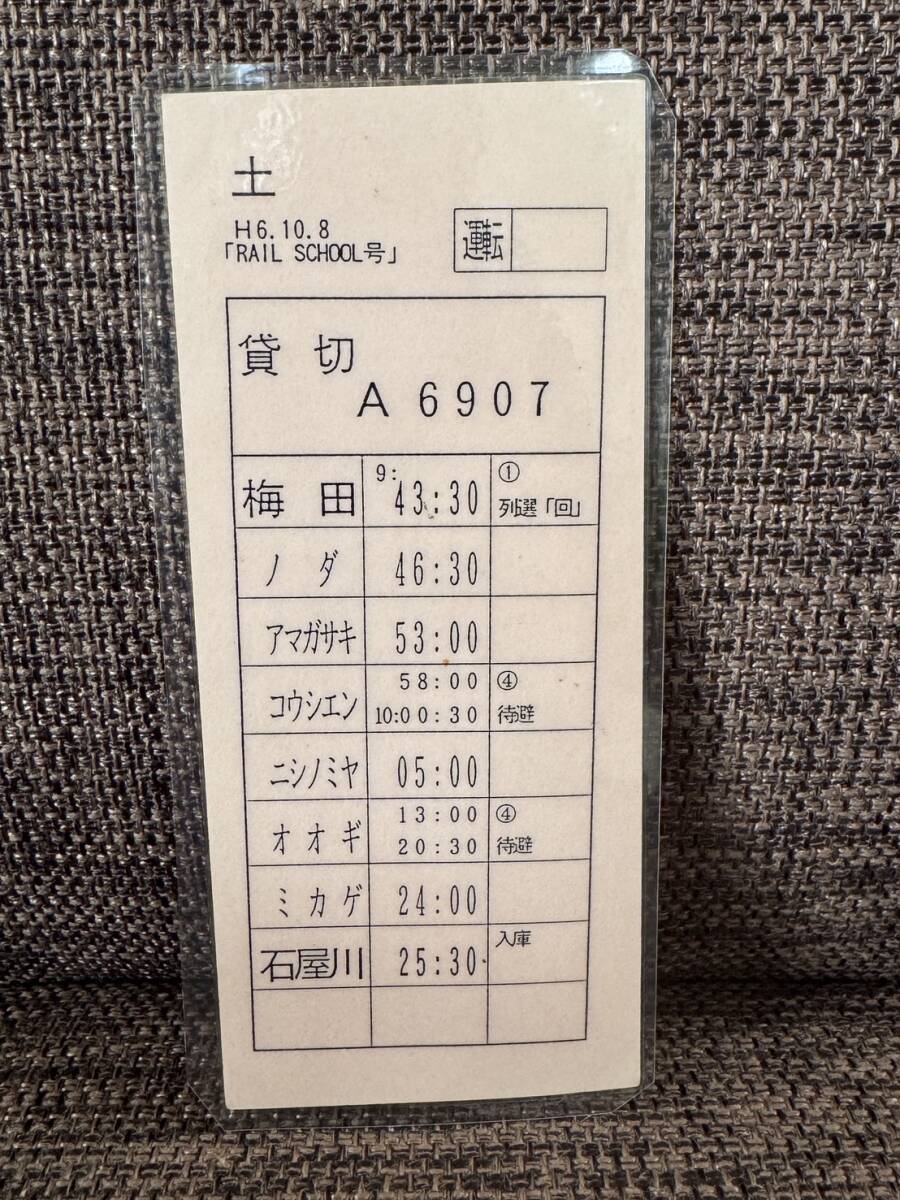 土
H6.10.8
「RAIL SCHOOL号」
運転
貸切
A 6907
梅田 9:43:30 ① 列選「回」
ノダ 46:30
アマガサキ 53:00
コウシエン 58:00 ④
10:00:30 待避
ニシノミヤ 05:00
オオギ 13:00 ④
20:30 待避
ミカゲ 24:00
石屋川 25:30 入庫